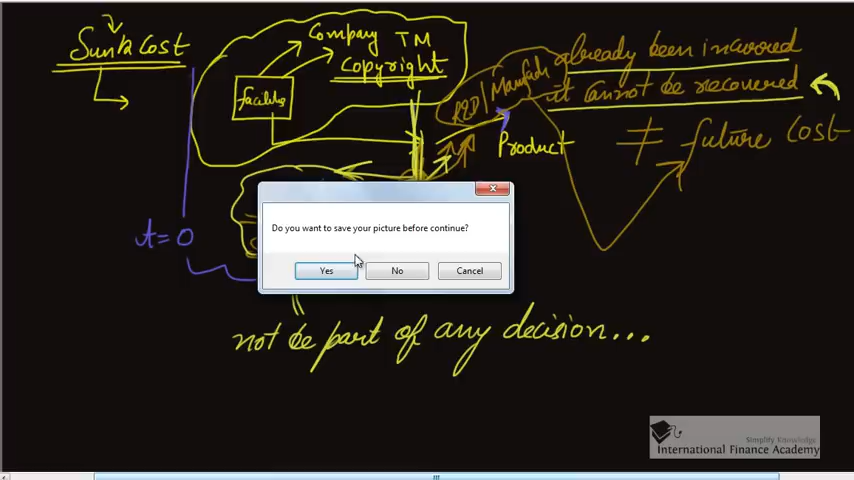 Sunk Cost
Company TM
Copyright
facilities
R&D/Manufach
already been incurred
it cannot be recovered
≠ future cost
Product
t=0
Do you want to save your picture before continue?
Yes No Cancel
not be part of any decision...
Simplify Knowledge
International Finance Academy